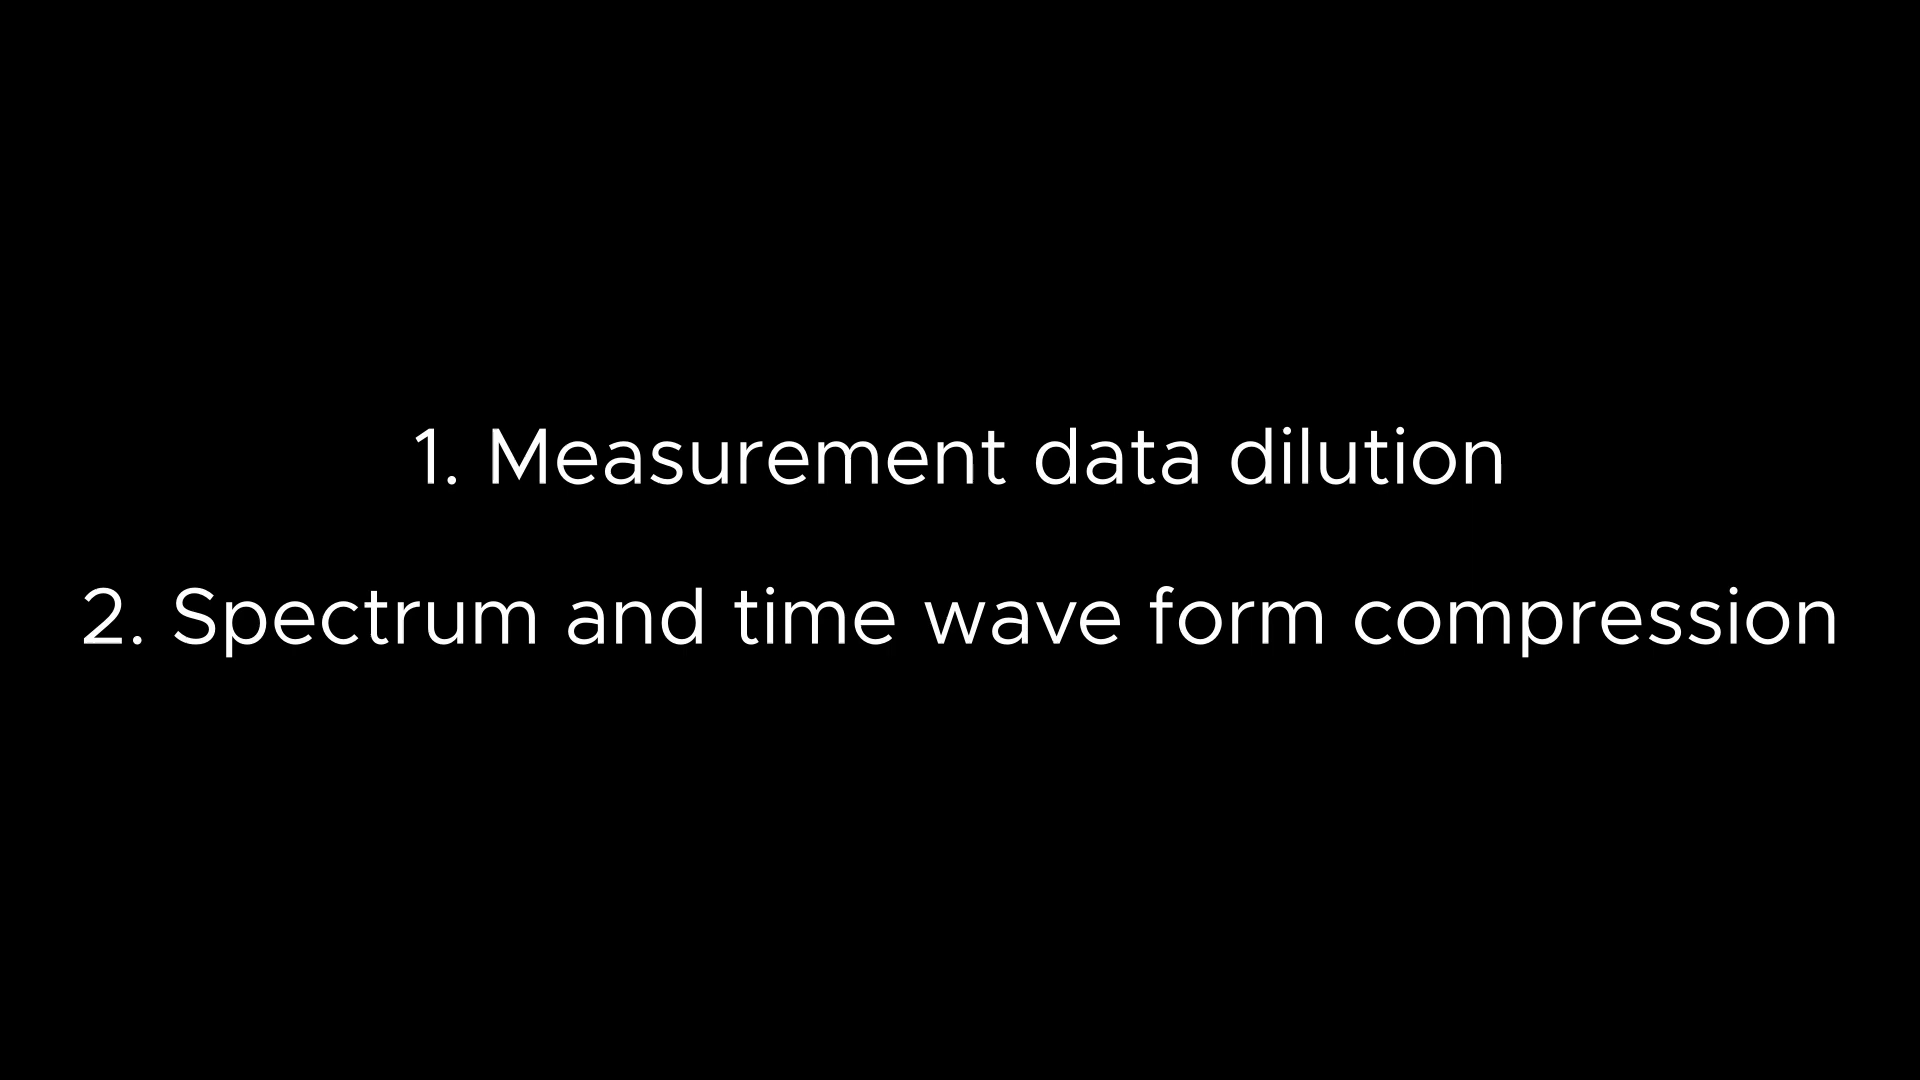 1. Measurement data dilution
2. Spectrum and time wave form compression